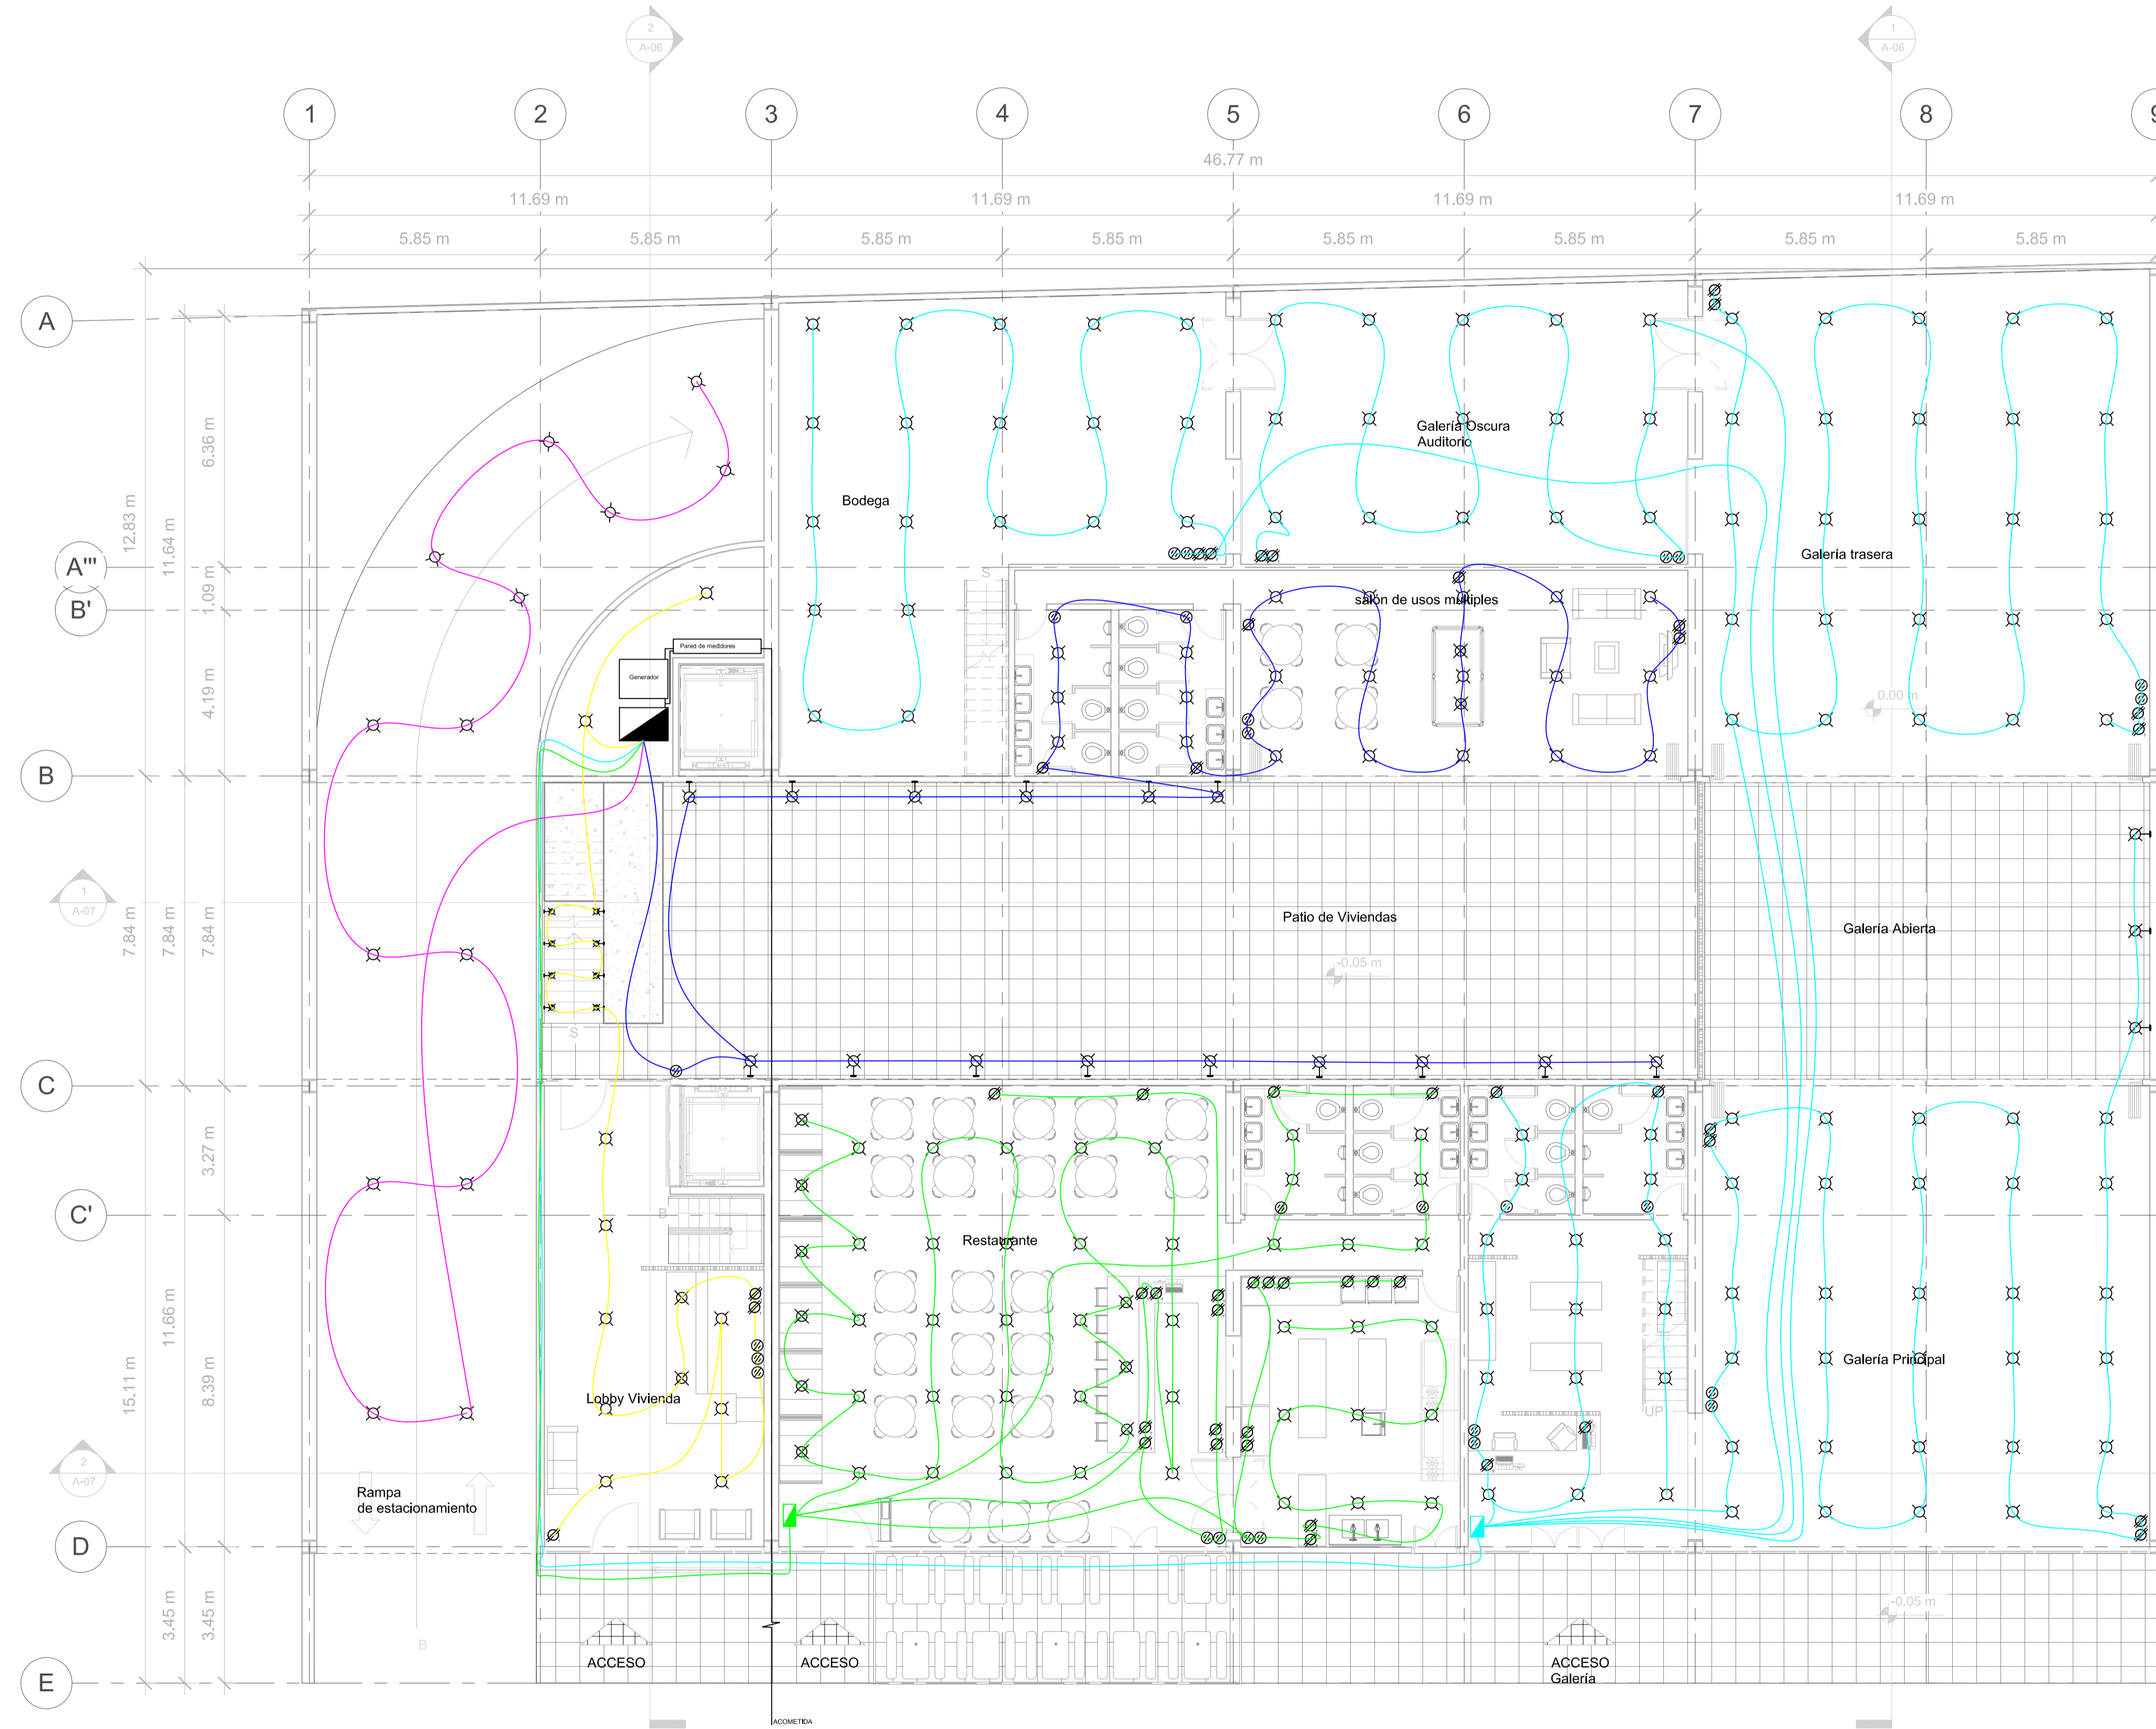 2
A-06
1
A-06
1
2
3
4
5
6
7
8
46.77 m
11.69 m
11.69 m
11.69 m
11.69 m
5.85 m
5.85 m
5.85 m
5.85 m
5.85 m
5.85 m
5.85 m
5.85 m
A
A'''
B'
B
C
C'
D
E
12.83 m
11.64 m
6.36 m
1.09 m
4.19 m
7.84 m
7.84 m
7.84 m
3.27 m
15.11 m
11.66 m
8.39 m
3.45 m
3.45 m
1
A-07
2
A-07
Bodega
Galería Oscura
Auditorio
Galería trasera
salón de usos multiples
S
N
Pared de medidores
Generador
0.00 m
Patio de Viviendas
-0.05 m
Galería Abierta
S
B
Restaurante
Lobby Vivienda
Galería Principal
UP
Rampa
de estacionamiento
B
-0.05 m
ACCESO
ACCESO
ACCESO
Galería
ACOMETIDA